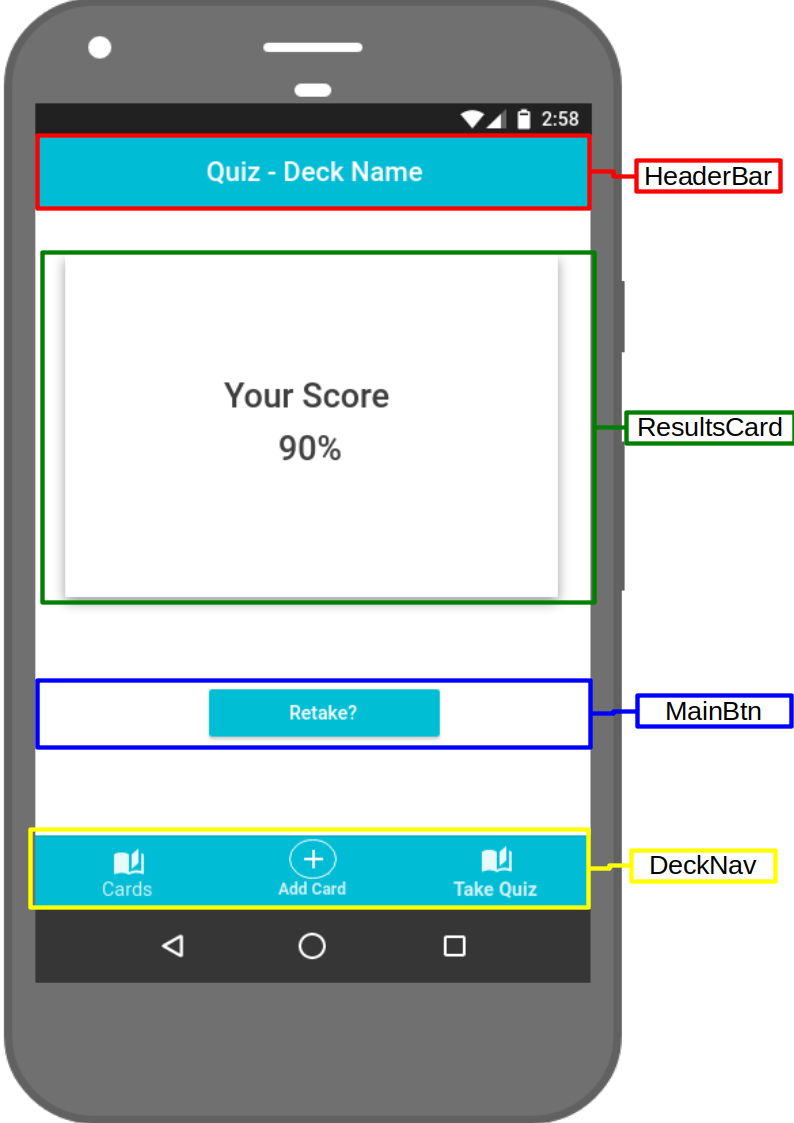 2:58
Quiz - Deck Name
HeaderBar
Your Score
90%
ResultsCard
Retake?
MainBtn
Cards
Add Card
Take Quiz
DeckNav